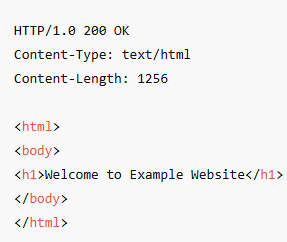 HTTP/1.0 200 OK
Content-Type: text/html
Content-Length: 1256

<html>
<body>
<h1>Welcome to Example Website</h1>
</body>
</html>